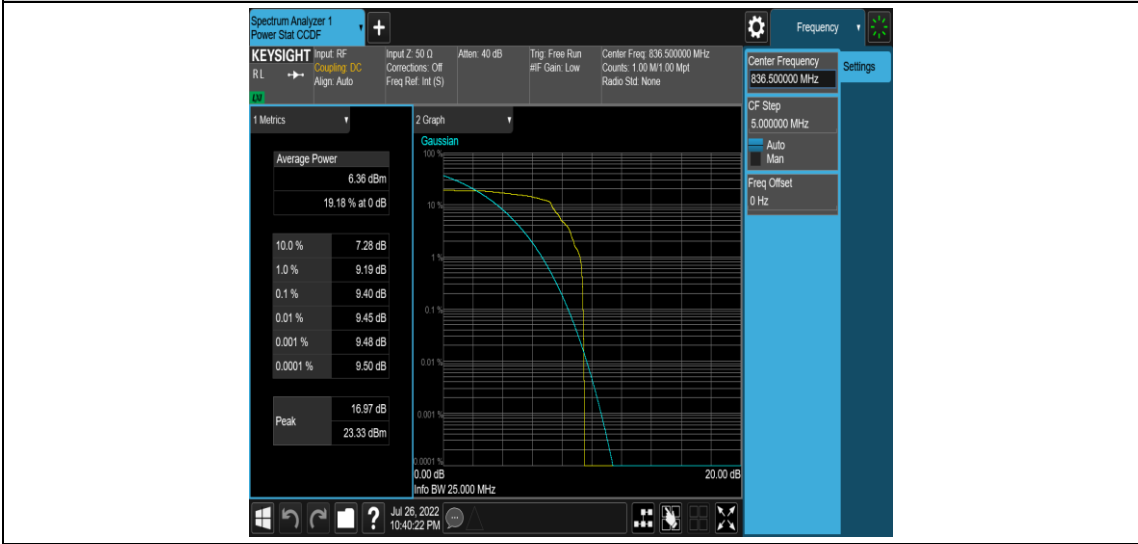 Spectrum Analyzer 1
Power Stat CCDF
+
Frequency
KEYSIGHT
R L
Input: RF
Coupling: DC
Align: Auto
Input Z: 50 Ω
Corrections: Off
Freq Ref: Int (S)
Atten: 40 dB
Trig: Free Run
#IF Gain: Low
Center Freq: 836.500000 MHz
Counts: 1.00 M/1.00 Mpt
Radio Std: None
Center Frequency
836.500000 MHz
Settings
CF Step
5.000000 MHz
Auto
Man
Freq Offset
0 Hz
1 Metrics
Average Power
6.36 dBm
19.18 % at 0 dB
10.0 % 7.28 dB
1.0 % 9.19 dB
0.1 % 9.40 dB
0.01 % 9.45 dB
0.001 % 9.48 dB
0.0001 % 9.50 dB
Peak
16.97 dB
23.33 dBm
2 Graph
Gaussian
100 %
10 %
1 %
0.1 %
0.01 %
0.001 %
0.0001 %
0.00 dB
20.00 dB
Info BW 25.000 MHz
?
Jul 26, 2022
10:40:22 PM